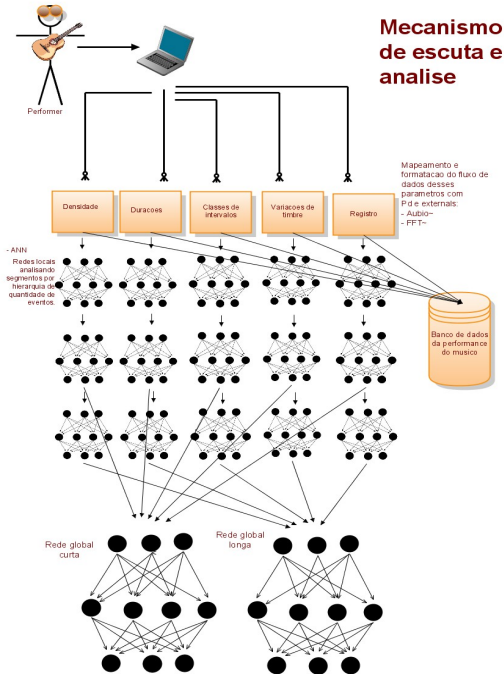 Mecanismo
de escuta e
analise
Performer
Mapeamento e
formatacao do fluxo de
dados desses
parametros com
Pd e externals:
- Aubio~
- FFT~
Densidade
Duracoes
Classes de
intervalos
Variacoes de
timbre
Registro
- ANN
Redes locais
analisando
segmentos por
hierarquia de
quantidade de
eventos.
Banco de dados
da performance
do musico
Rede global
curta
Rede global
longa